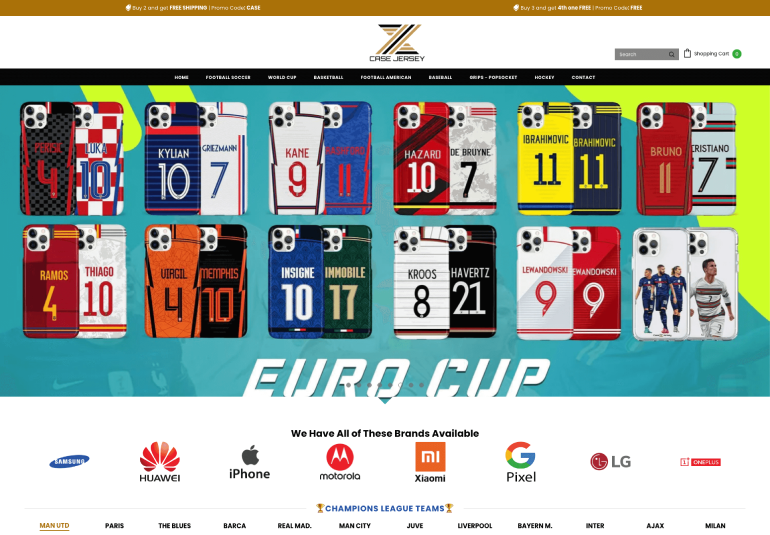 Buy 2 and get FREE SHIPPING | Promo Code: CASE
Buy 3 and get 4th one FREE | Promo Code: FREE
CASE JERSEY
Search
Shopping Cart 0
HOME FOOTBALL SOCCER WORLD CUP BASKETBALL FOOTBALL AMERICAN BASEBALL GRIPS - POPSOCKET HOCKEY CONTACT
PERISIC LUKA KYLIAN GRIEZMANN KANE HAZARD DE BRUYNE IBRAHIMOVIC IBRAHIMOVIC BRUNO CRISTIANO
4 10 10 7 9 11 10 7 11 11 11 7
RAMOS THIAGO VIRGIL MEMPHIS INSIGNE IMMOBILE KROOS HAVERTZ LEWANDOWSKI LEWANDOWSKI
4 10 4 10 10 17 8 21 9 9
EURO CUP
We Have All of These Brands Available
SAMSUNG HUAWEI iPhone motorola mi Xiaomi G Pixel LG ONEPLUS
CHAMPIONS LEAGUE TEAMS
MAN UTD PARIS THE BLUES BARCA REAL MAD. MAN CITY JUVE LIVERPOOL BAYERN M. INTER AJAX MILAN